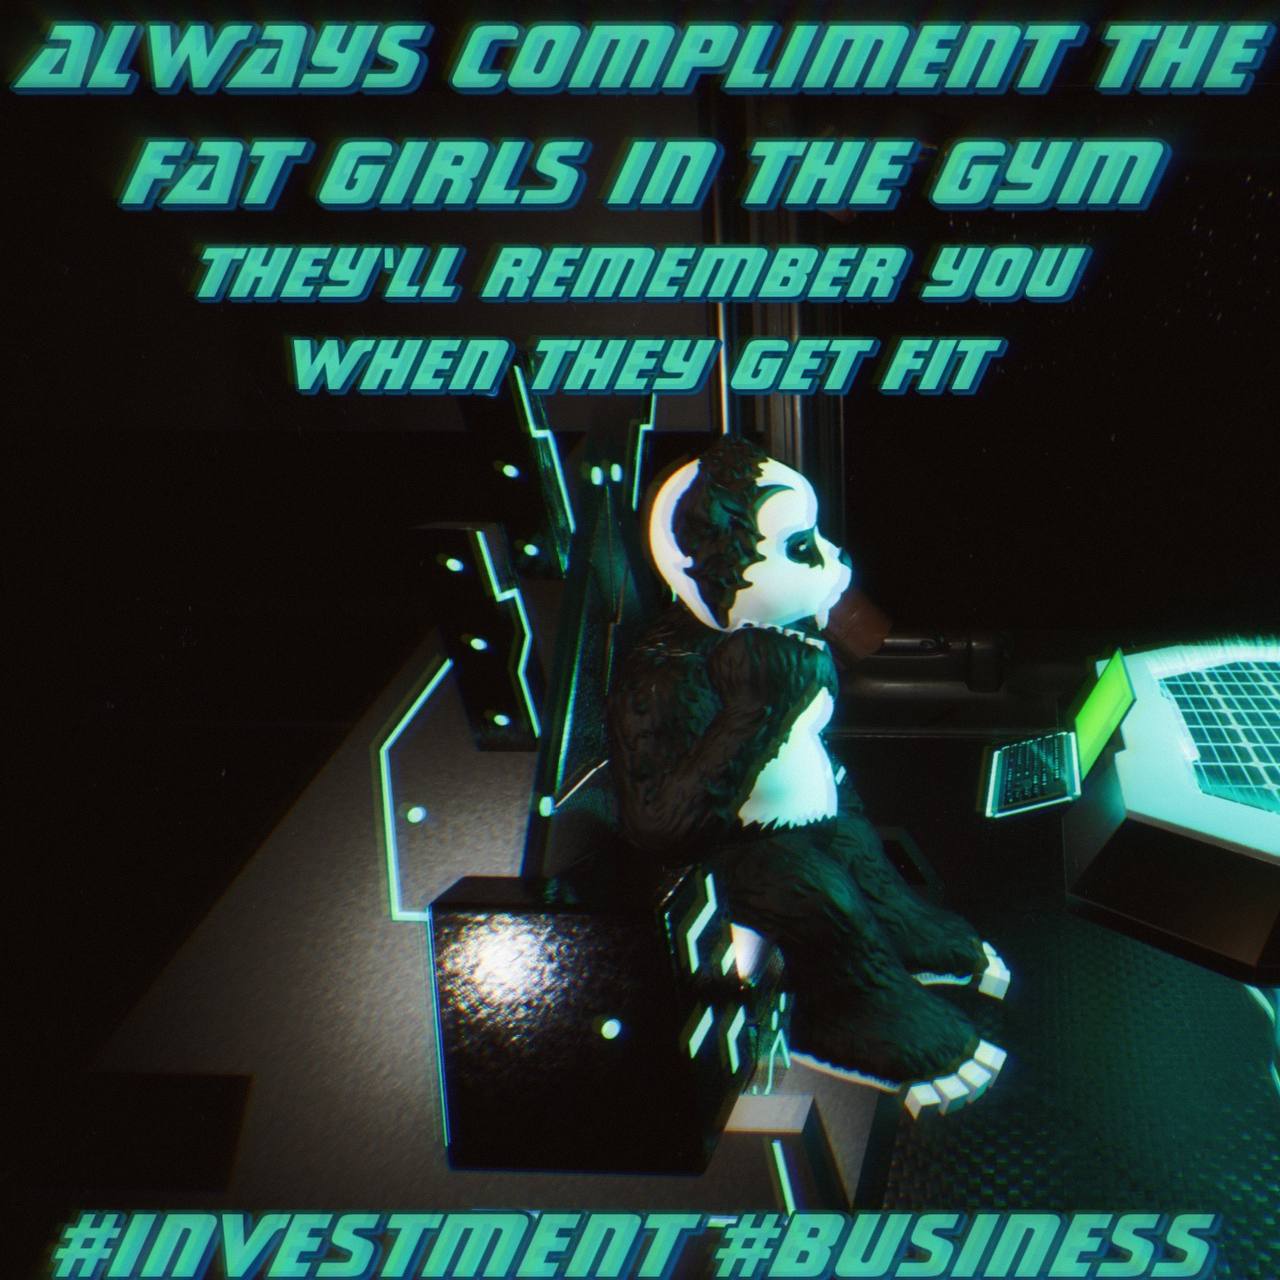 ALWAYS COMPLIMENT THE
FAT GIRLS IN THE GYM
THEY'LL REMEMBER YOU
WHEN THEY GET FIT
#INVESTMENT #BUSINESS